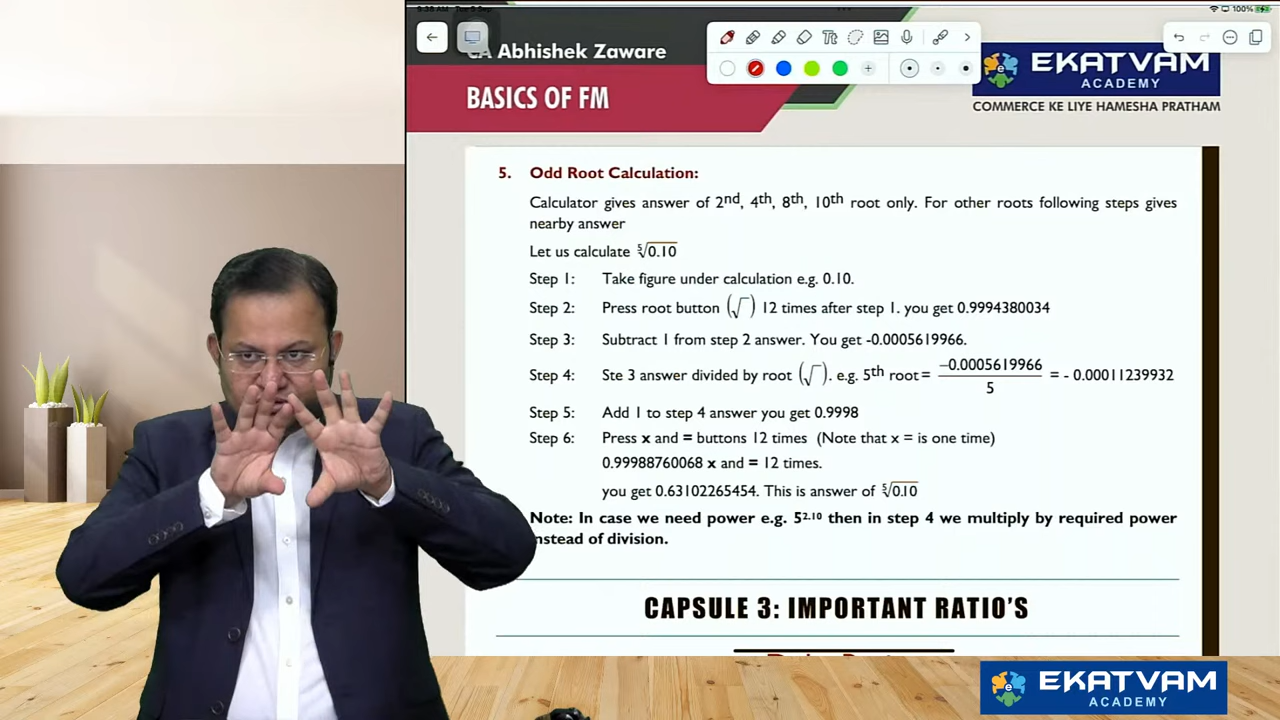 100%
CA Abhishek Zaware
BASICS OF FM
EKATVAM
ACADEMY
COMMERCE KE LIYE HAMESHA PRATHAM
5. Odd Root Calculation:
Calculator gives answer of 2nd, 4th, 8th, 10th root only. For other roots following steps gives
nearby answer
Let us calculate ⁵√0.10
Step 1: Take figure under calculation e.g. 0.10.
Step 2: Press root button (√‾) 12 times after step 1. you get 0.9994380034
Step 3: Subtract 1 from step 2 answer. You get -0.0005619966.
Step 4: Ste 3 answer divided by root (√‾). e.g. 5th root = −0.0005619966 / 5 = - 0.00011239932
Step 5: Add 1 to step 4 answer you get 0.9998
Step 6: Press x and = buttons 12 times (Note that x = is one time)
0.99988760068 x and = 12 times.
you get 0.63102265454. This is answer of ⁵√0.10
Note: In case we need power e.g. 5²·¹⁰ then in step 4 we multiply by required power
instead of division.
CAPSULE 3: IMPORTANT RATIO'S
EKATVAM
ACADEMY